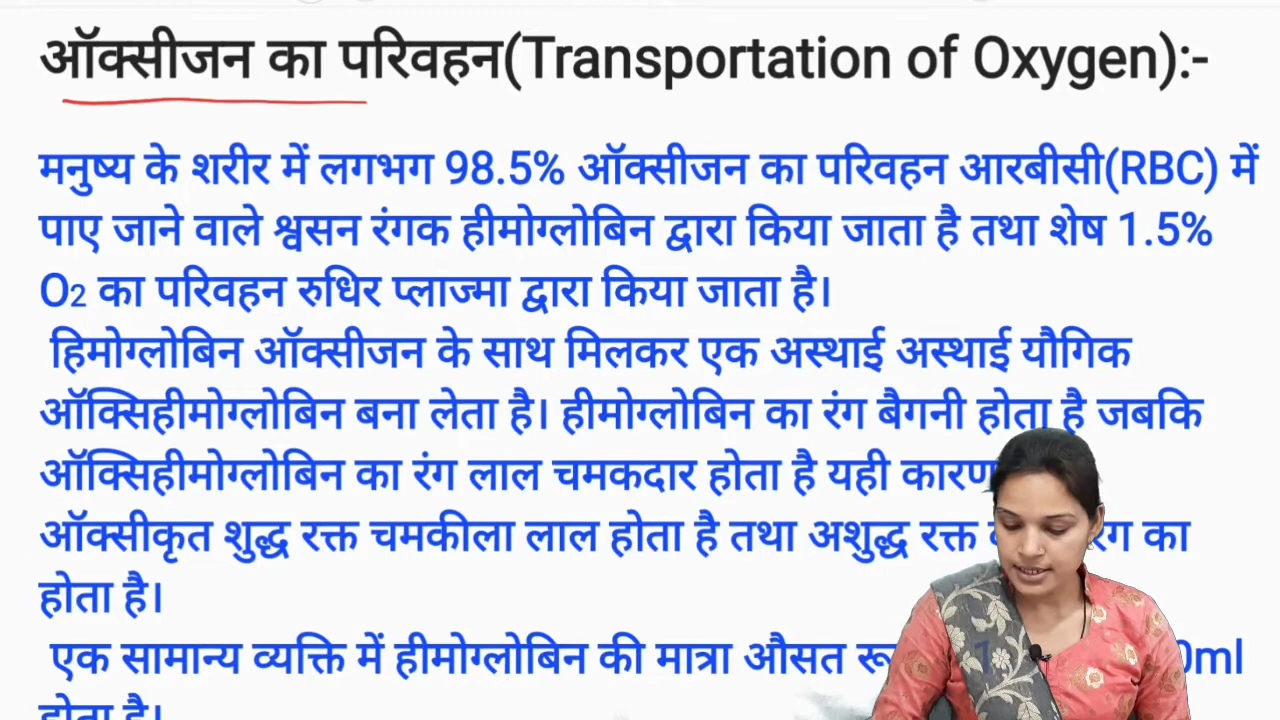 ऑक्सीजन का परिवहन(Transportation of Oxygen):-
मनुष्य के शरीर में लगभग 98.5% ऑक्सीजन का परिवहन आरबीसी(RBC) में
पाए जाने वाले श्वसन रंगक हीमोग्लोबिन द्वारा किया जाता है तथा शेष 1.5%
O₂ का परिवहन रुधिर प्लाज्मा द्वारा किया जाता है।
हिमोग्लोबिन ऑक्सीजन के साथ मिलकर एक अस्थाई अस्थाई यौगिक
ऑक्सिहीमोग्लोबिन बना लेता है। हीमोग्लोबिन का रंग बैगनी होता है जबकि
ऑक्सिहीमोग्लोबिन का रंग लाल चमकदार होता है यही कारण
ऑक्सीकृत शुद्ध रक्त चमकीला लाल होता है तथा अशुद्ध रक्त रंग का
होता है।
एक सामान्य व्यक्ति में हीमोग्लोबिन की मात्रा औसत
होता है।